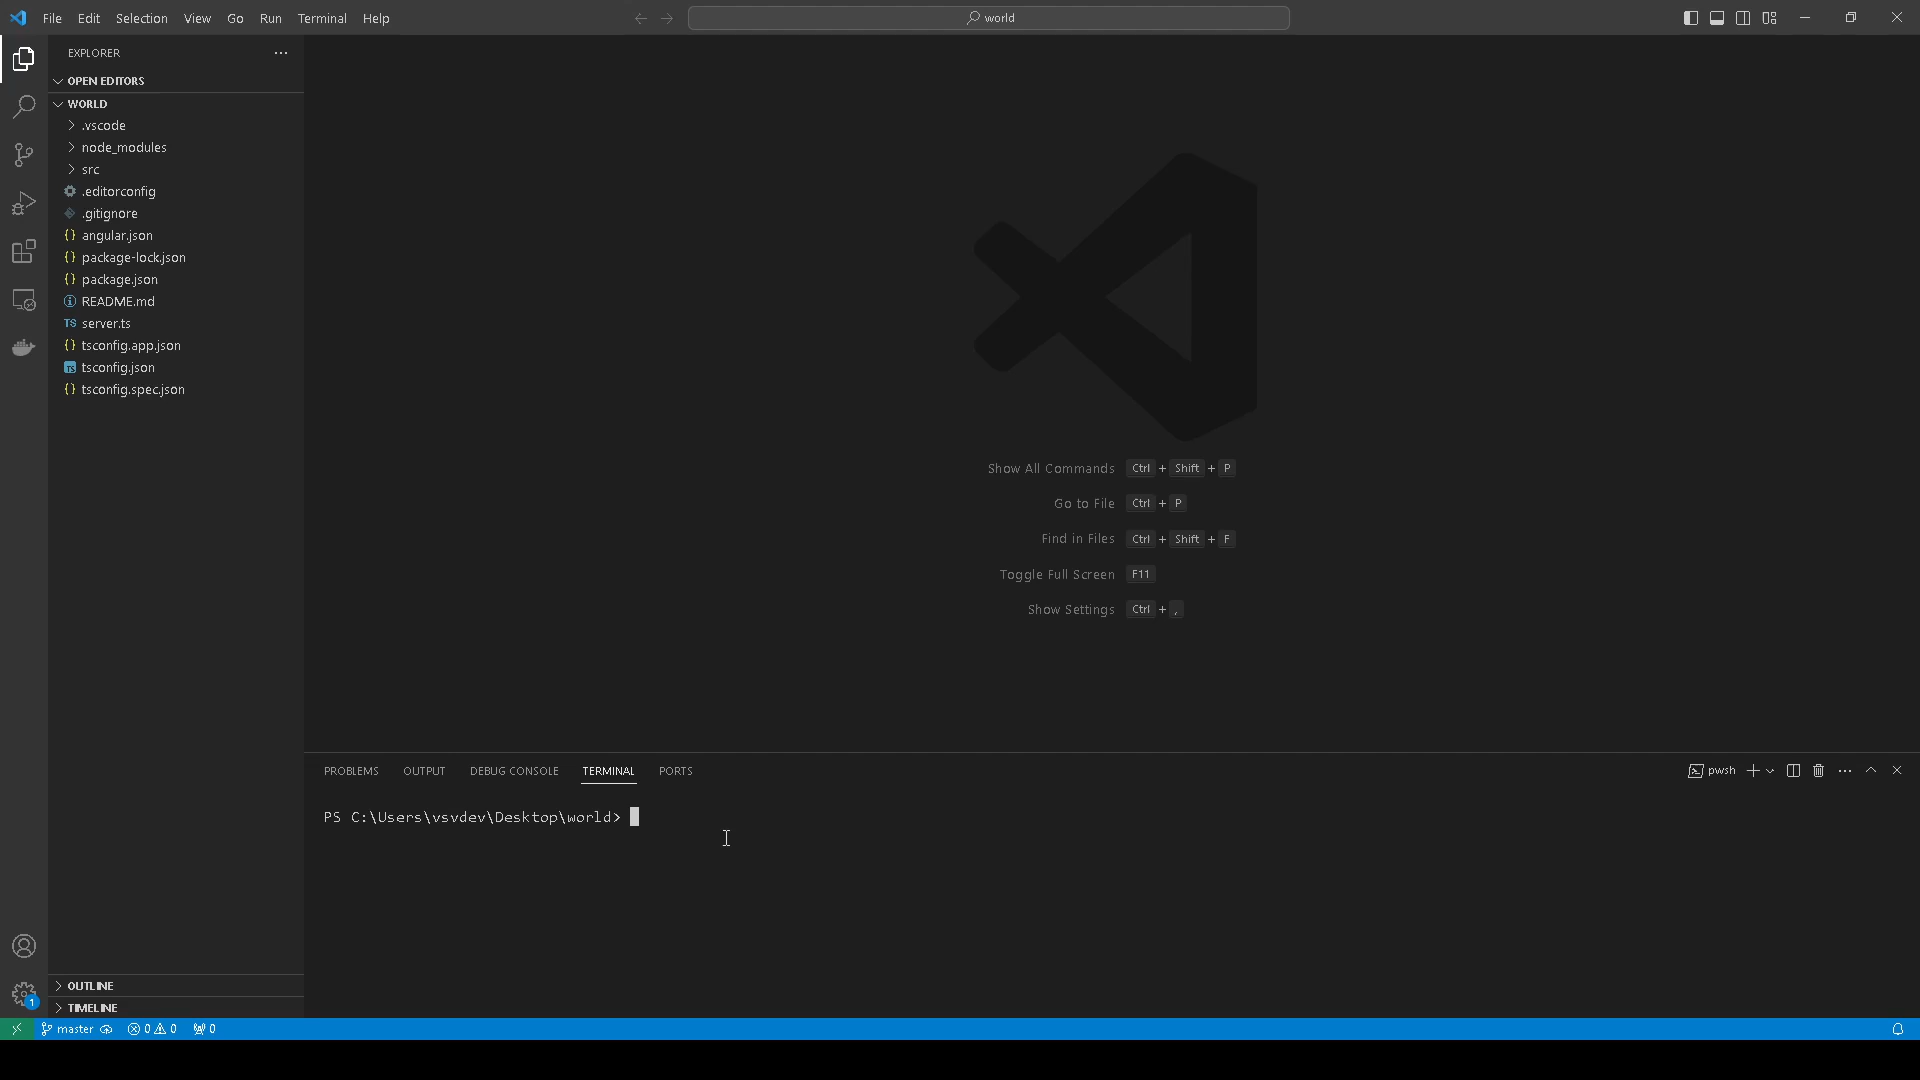 File Edit Selection View Go Run Terminal Help
world
EXPLORER
OPEN EDITORS
WORLD
.vscode
node_modules
src
.editorconfig
.gitignore
{} angular.json
{} package-lock.json
{} package.json
README.md
TS server.ts
{} tsconfig.app.json
TS tsconfig.json
{} tsconfig.spec.json
Show All Commands Ctrl + Shift + P
Go to File Ctrl + P
Find in Files Ctrl + Shift + F
Toggle Full Screen F11
Show Settings Ctrl + ,
PROBLEMS OUTPUT DEBUG CONSOLE TERMINAL PORTS
pwsh
PS C:\Users\vsvdev\Desktop\world>
OUTLINE
1
TIMELINE
master 0 0 0